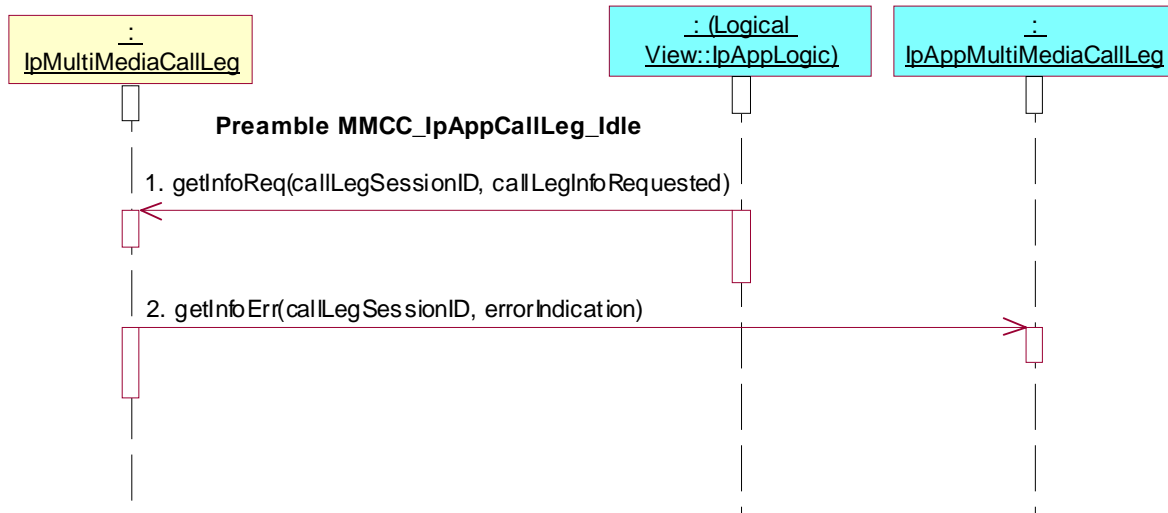 :
IpMultiMediaCallLeg
: (Logical
View::IpAppLogic)
:
IpAppMultiMediaCallLeg
Preamble MMCC_IpAppCallLeg_Idle
1. getInfoReq(callLegSessionID, callLegInfoRequested)
2. getInfoErr(callLegSessionID, errorIndication)